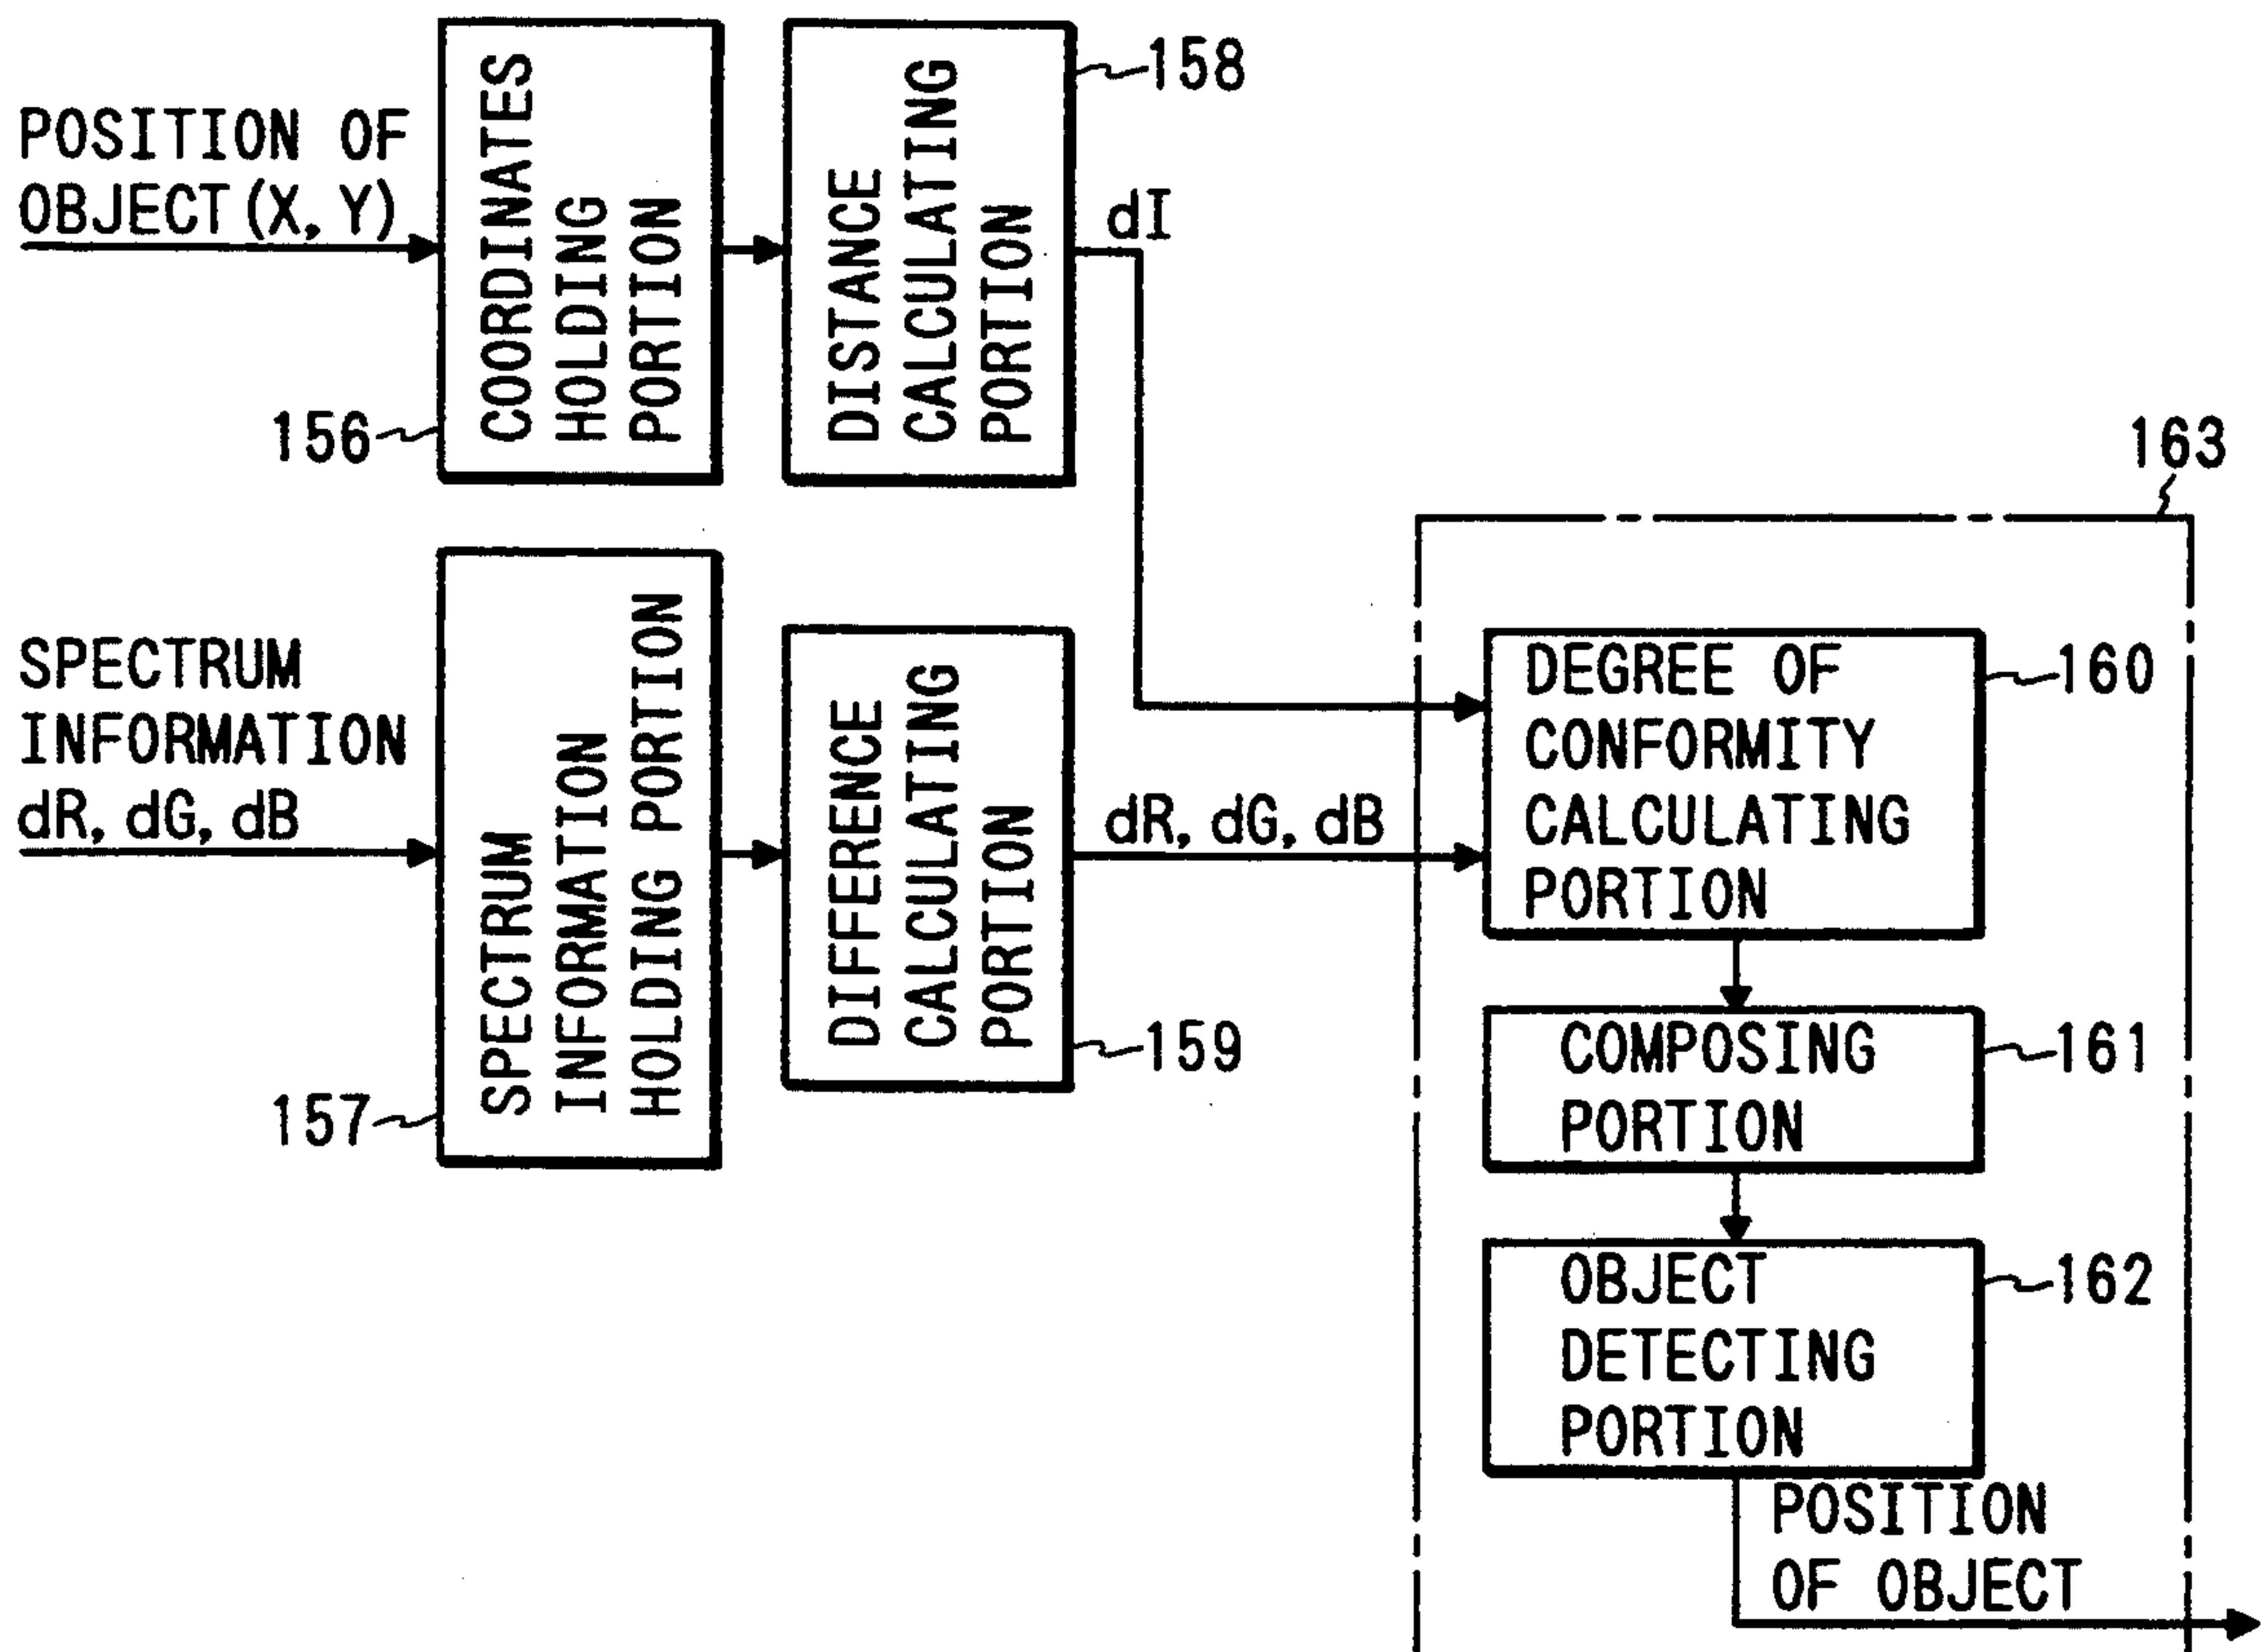 POSITION OF
OBJECT (X, Y)
COORDINATES
HOLDING
PORTION
156
DISTANCE
CALCULATING
PORTION
158
dI
SPECTRUM
INFORMATION
dR, dG, dB
SPECTRUM
INFORMATION
HOLDING PORTION
157
DIFFERENCE
CALCULATING
PORTION
159
dR, dG, dB
163
DEGREE OF
CONFORMITY
CALCULATING
PORTION
160
COMPOSING
PORTION
161
OBJECT
DETECTING
PORTION
162
POSITION
OF OBJECT